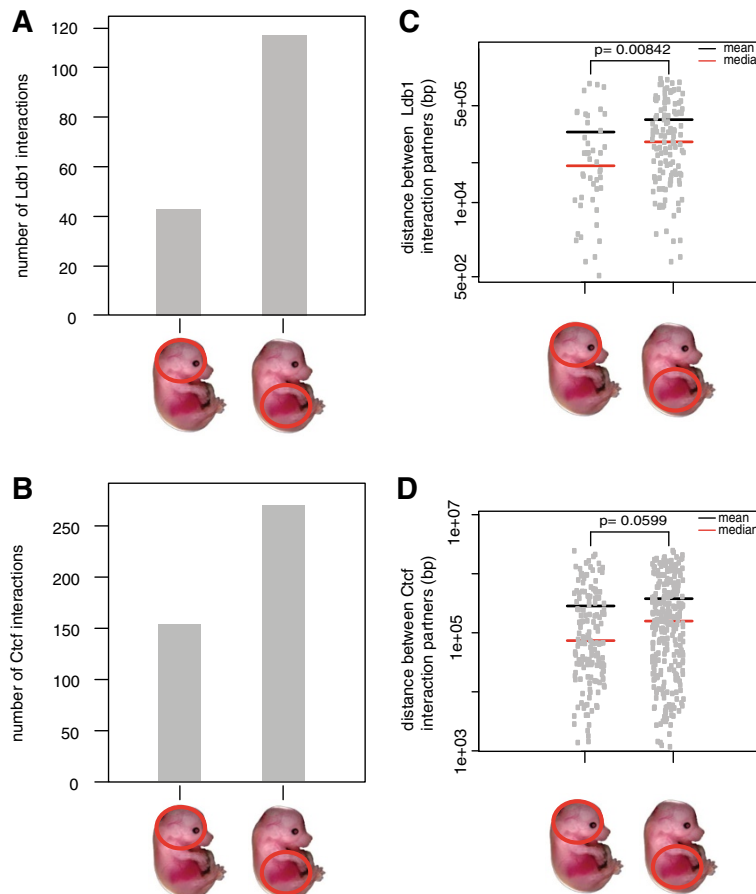 A
number of Ldb1 interactions
120
100
80
60
40
20
0
B
number of Ctcf interactions
250
200
150
100
50
0
C
distance between Ldb1
interaction partners (bp)
5e+05
1e+04
5e+02
p= 0.00842
mean
media
D
distance between Ctcf
interaction partners (bp)
1e+07
1e+05
1e+03
p= 0.0599
mean
median